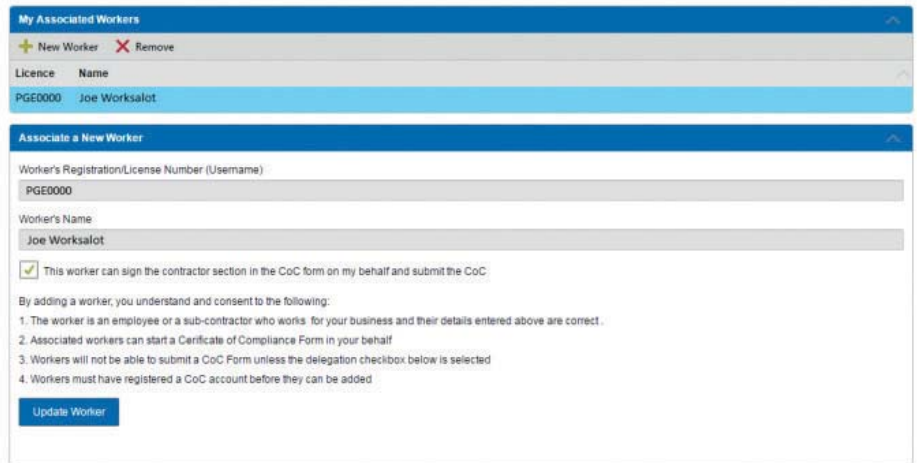 My Associated Workers
New Worker Remove
Licence Name
PGE0000 Joe Worksalot
Associate a New Worker
Worker's Registration/License Number (Username)
PGE0000
Worker's Name
Joe Worksalot
This worker can sign the contractor section in the CoC form on my behalf and submit the CoC
By adding a worker, you understand and consent to the following:
1. The worker is an employee or a sub-contractor who works for your business and their details entered above are correct .
2. Associated workers can start a Cerificate of Compliance Form in your behalf
3. Workers will not be able to submit a CoC Form unless the delegation checkbox below is selected
4. Workers must have registered a CoC account before they can be added
Update Worker